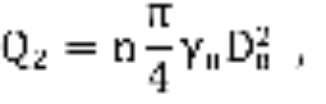 Q₂ = n π/4 γₙ Dₙ² ,